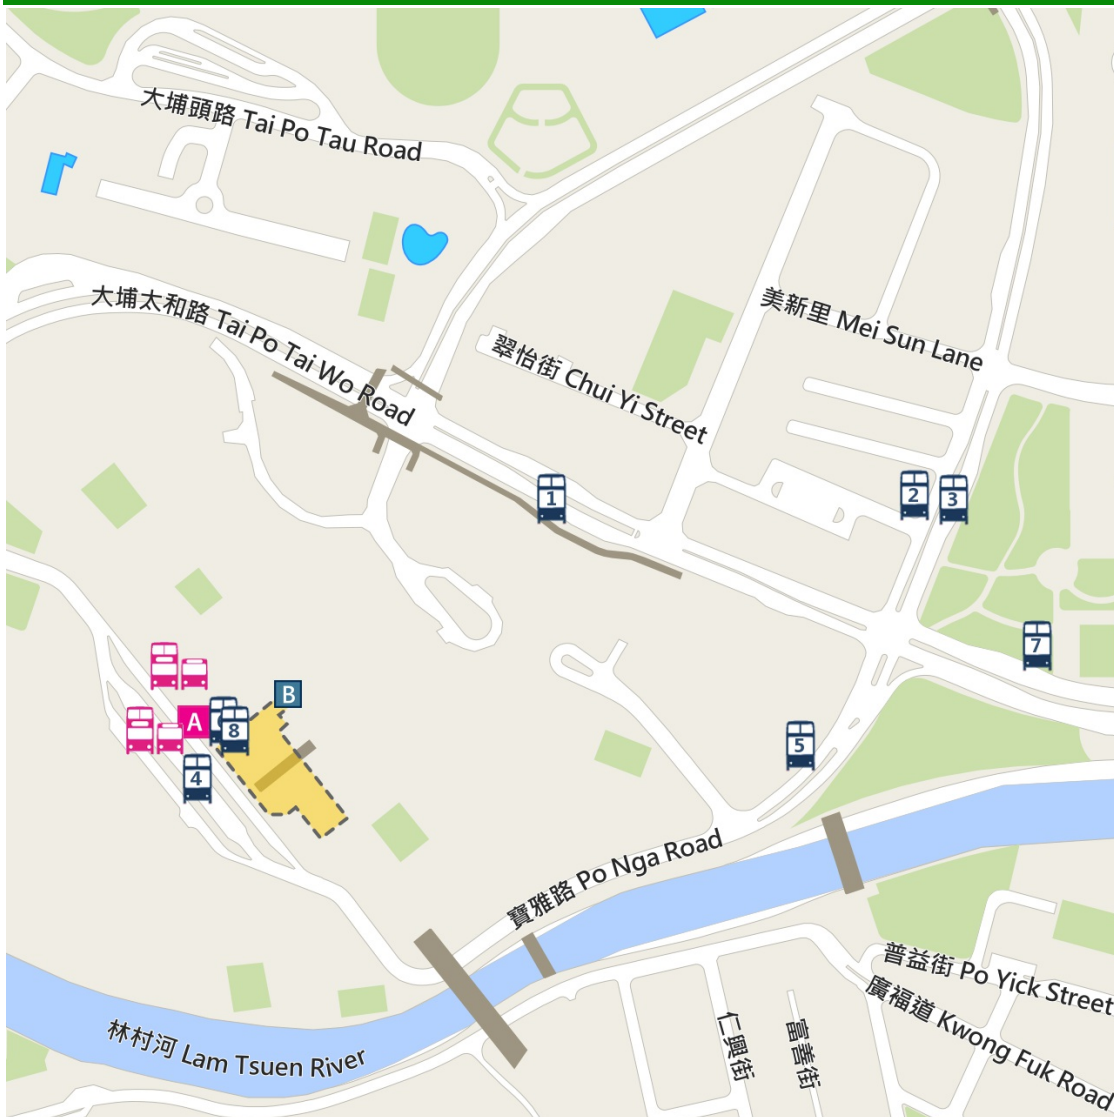 大埔頭路 Tai Po Tau Road
大埔太和路 Tai Po Tai Wo Road
美新里 Mei Sun Lane
翠怡街 Chui Yi Street
1
2
3
7
B
A
8
5
4
寶雅路 Po Nga Road
普益街 Po Yick Street
廣福道 Kwong Fuk Road
仁興街
富善街
林村河 Lam Tsuen River